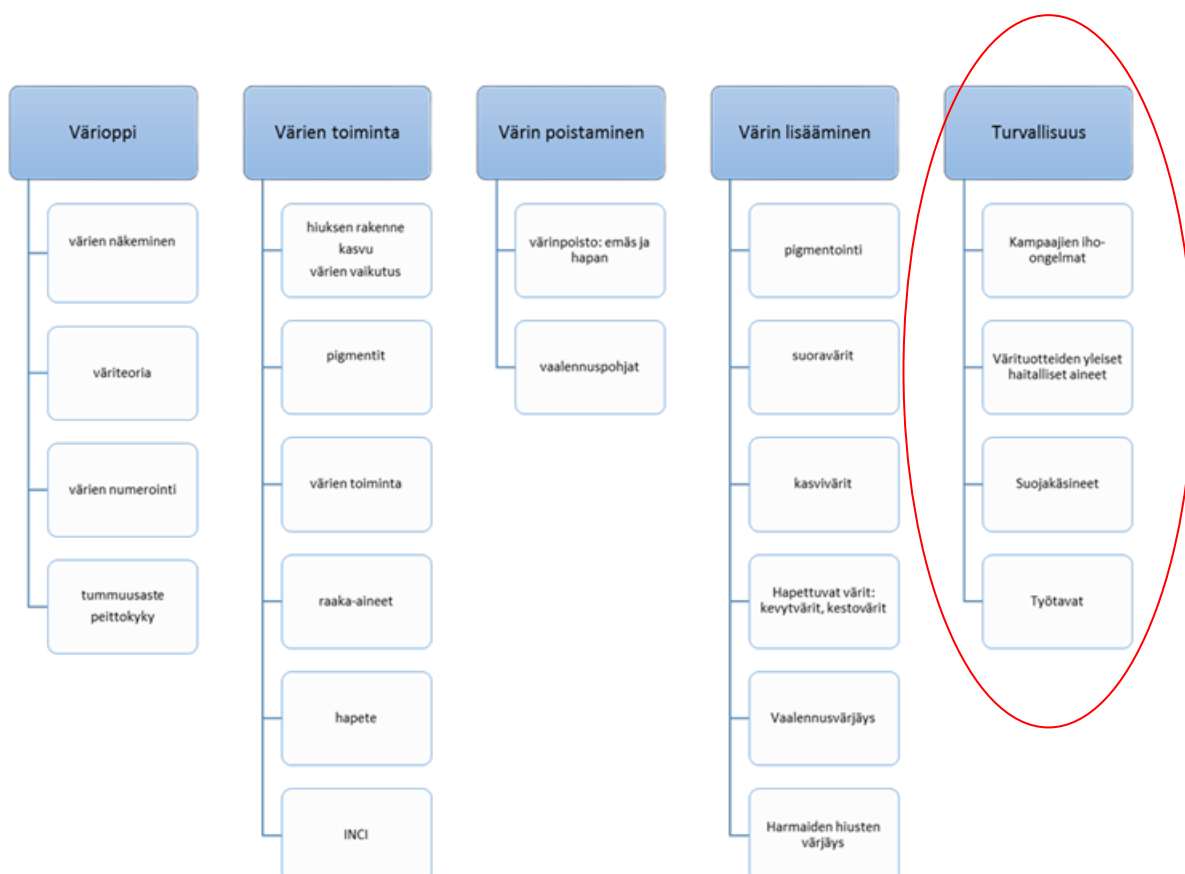 Värioppi
värien näkeminen
väriteoria
värien numerointi
tummuusaste
peittokyky
Värien toiminta
hiuksen rakenne
kasvu
värien vaikutus
pigmentit
värien toiminta
raaka-aineet
hapete
INCI
Värin poistaminen
värinpoisto: emäs ja
hapan
vaalennuspohjat
Värin lisääminen
pigmentointi
suoravärit
kasvivärit
Hapettuvat värit:
kevytvärit, kestovärit
Vaalennusvärjäys
Harmaiden hiusten
värjäys
Turvallisuus
Kampaajien iho-
ongelmat
Värituotteiden yleiset
haitalliset aineet
Suojakäsineet
Työtavat